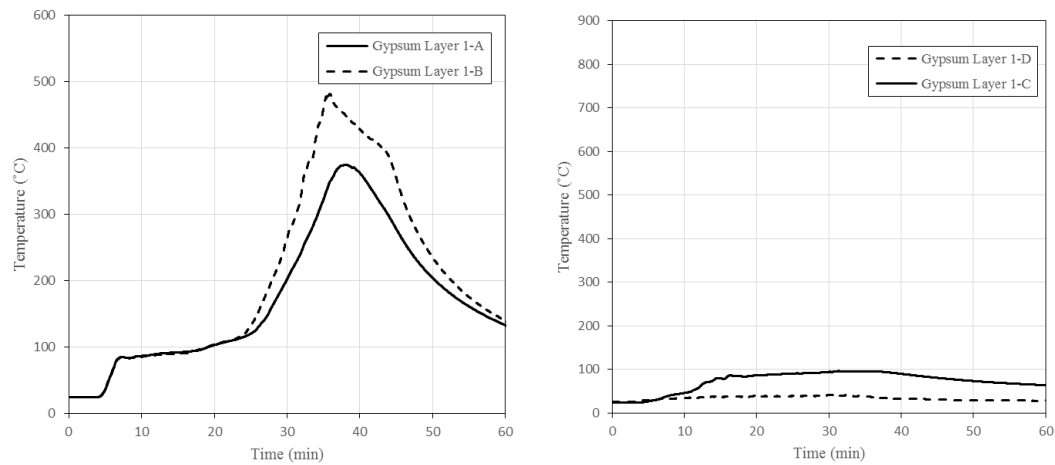 600
500
400
300
200
100
0
Temperature (˚C)
0 10 20 30 40 50 60
Time (min)
Gypsum Layer 1-A
Gypsum Layer 1-B
900
800
700
600
500
400
300
200
100
0
Temperature (˚C)
0 10 20 30 40 50 60
Time (min)
Gypsum Layer 1-D
Gypsum Layer 1-C